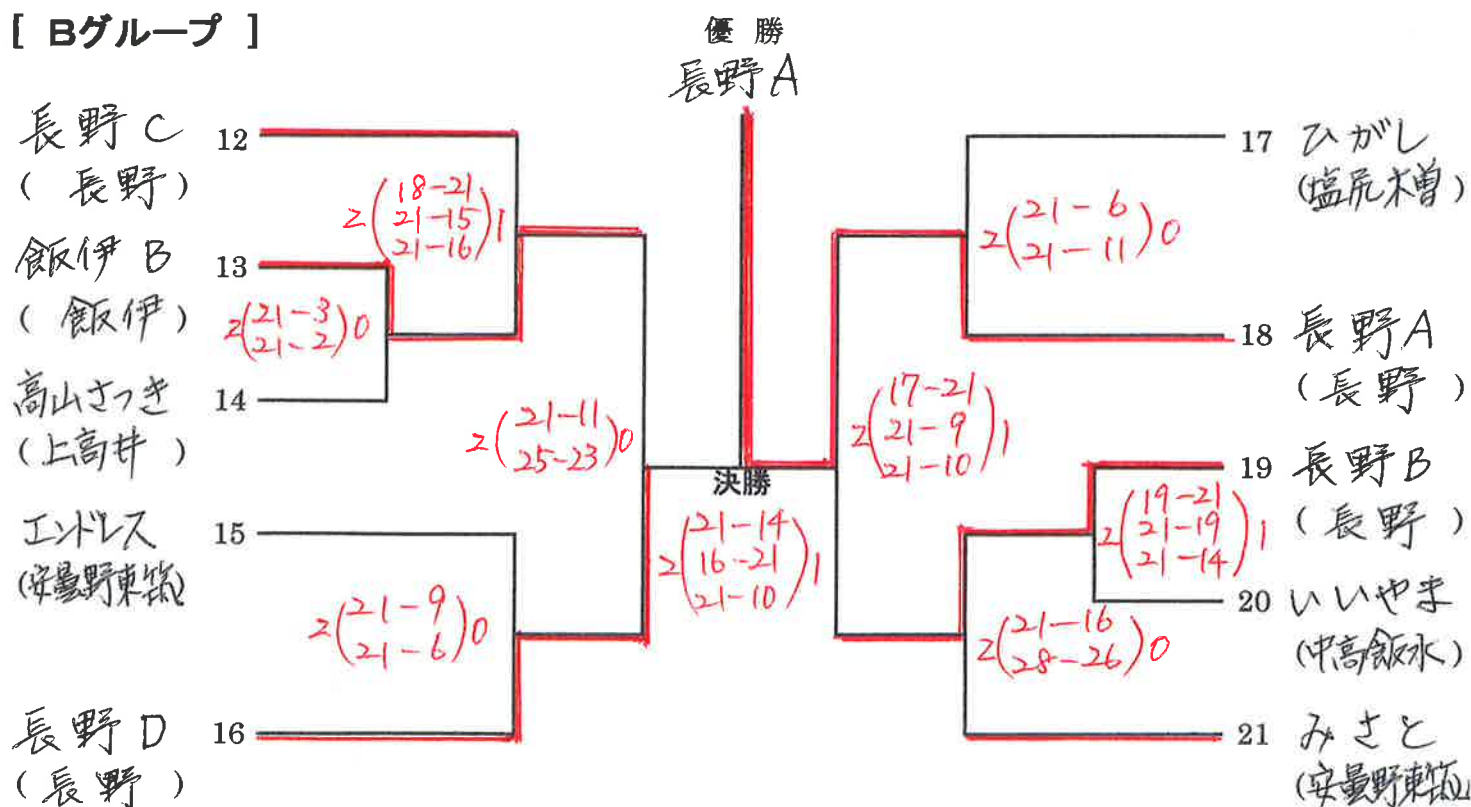 [ Bグループ ]
優 勝
長野A
長野C 12
(長野)
2(18-21 21-15 21-16)1
飯伊B 13
(飯伊)
2(21-3 21-2)0
高山さつき 14
(上高井)
2(21-11 25-23)0
エンドレス 15
(安曇野東筑)
2(21-9 21-6)0
長野D 16
(長野)
決勝
2(21-14 16-21 21-10)1
17 ひがし
(塩尻木曽)
2(21-6 21-11)0
18 長野A
(長野)
2(17-21 21-9 21-10)1
19 長野B
(長野)
2(19-21 21-19 21-14)1
20 いいやま
(中高飯水)
2(21-16 28-26)0
21 みさと
(安曇野東筑)